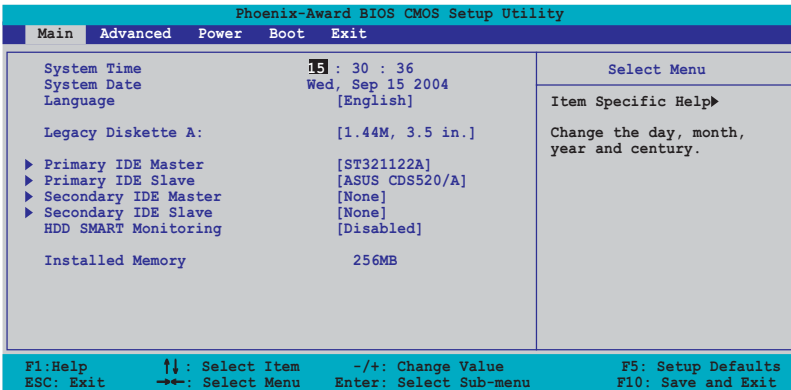 Phoenix-Award BIOS CMOS Setup Utility
Main Advanced Power Boot Exit
System Time 15 : 30 : 36
System Date Wed, Sep 15 2004
Language [English]
Legacy Diskette A: [1.44M, 3.5 in.]
Primary IDE Master [ST321122A]
Primary IDE Slave [ASUS CDS520/A]
Secondary IDE Master [None]
Secondary IDE Slave [None]
HDD SMART Monitoring [Disabled]
Installed Memory 256MB
Select Menu
Item Specific Help
Change the day, month,
year and century.
F1:Help ↑↓ : Select Item -/+: Change Value F5: Setup Defaults
ESC: Exit →← : Select Menu Enter: Select Sub-menu F10: Save and Exit